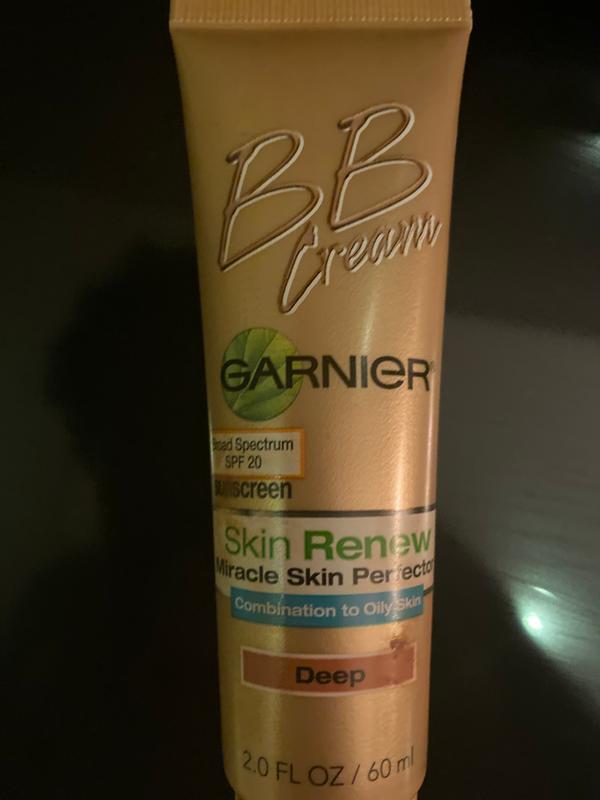 BB
Cream
GARNIER
Spectrum
SPF 20
sunscreen
Skin Renew
Miracle Skin Perfector
Combination to Oily Skin
Deep
2.0 FL OZ / 60 ml